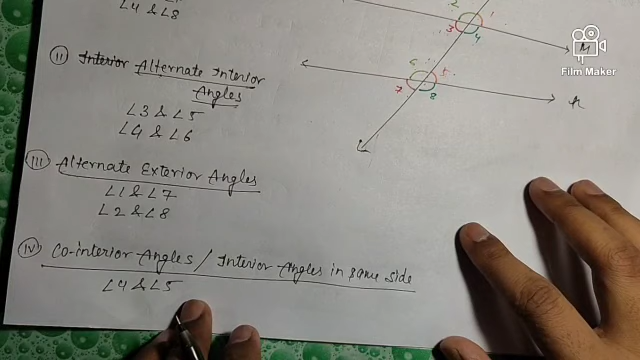 ∠4 & ∠8
2
1
3
4
M
Film Maker
(II) Interior Alternate Interior
Angles
∠3 & ∠5
∠4 & ∠6
6
5
7
8
(III) Alternate Exterior Angles
∠1 & ∠7
∠2 & ∠8
(IV) Co-interior Angles / Interior Angles in same side
∠4 & ∠5